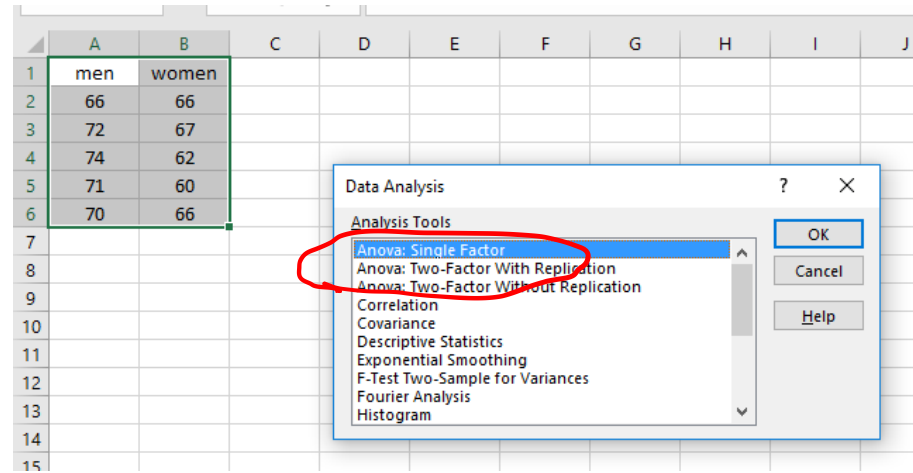 A B C D E F G H I J
1 men women
2 66 66
3 72 67
4 74 62
5 71 60
6 70 66
7
8
9
10
11
12
13
14
15
Data Analysis ? ×
Analysis Tools
Anova: Single Factor
Anova: Two-Factor With Replication
Anova: Two-Factor Without Replication
Correlation
Covariance
Descriptive Statistics
Exponential Smoothing
F-Test Two-Sample for Variances
Fourier Analysis
Histogram
OK
Cancel
Help